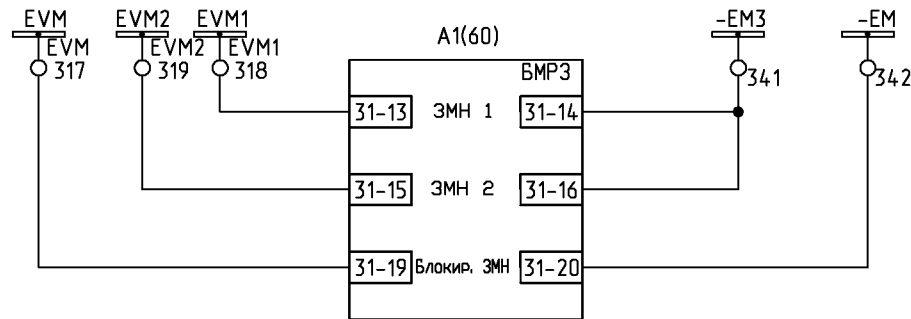 EVM EVM2 EVM1 -EM3 -EM
EVM EVM2 EVM1 А1(60)
317 319 318 БМРЗ 341 342
31-13 ЗМН 1 31-14
31-15 ЗМН 2 31-16
31-19 Блокир. ЗМН 31-20